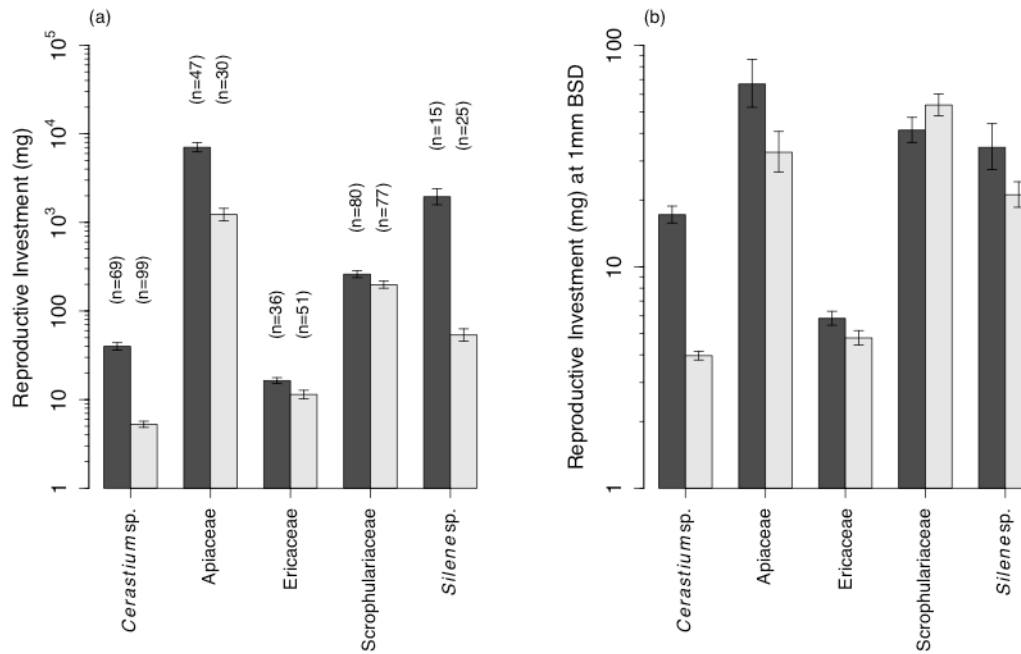 (a)
Reproductive Investment (mg)
10^5
10^4
10^3
100
10
1
(n=69)
(n=99)
(n=47)
(n=30)
(n=36)
(n=51)
(n=80)
(n=77)
(n=15)
(n=25)
Cerastium sp.
Apiaceae
Ericaceae
Scrophulariaceae
Silene sp.
(b)
Reproductive Investment (mg) at 1mm BSD
100
10
1
Cerastium sp.
Apiaceae
Ericaceae
Scrophulariaceae
Silene sp.